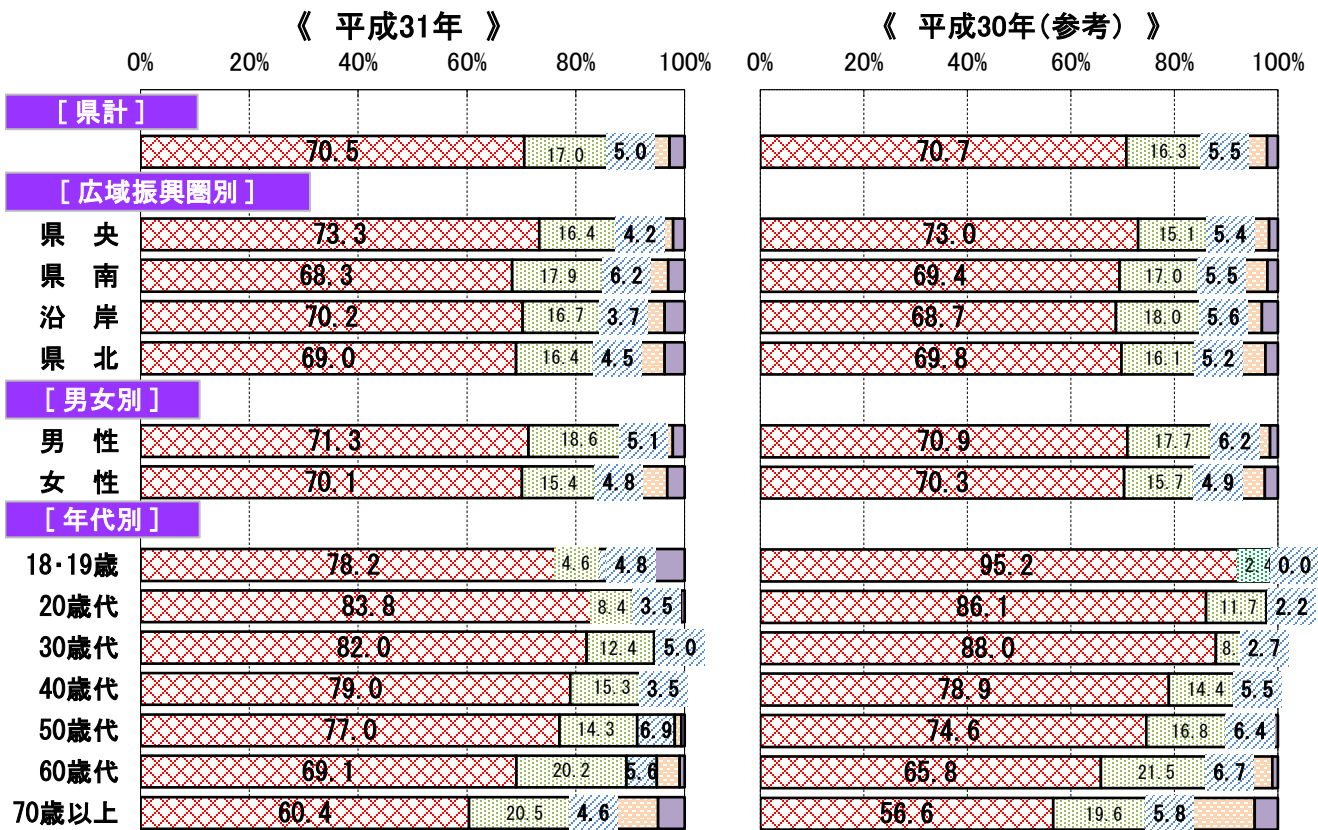 《 平成31年 》 《 平成30年(参考) 》
0% 20% 40% 60% 80% 100% 0% 20% 40% 60% 80% 100%
[ 県計 ]
70.5 17.0 5.0 70.7 16.3 5.5
[ 広域振興圏別 ]
県 央 73.3 16.4 4.2 73.0 15.1 5.4
県 南 68.3 17.9 6.2 69.4 17.0 5.5
沿 岸 70.2 16.7 3.7 68.7 18.0 5.6
県 北 69.0 16.4 4.5 69.8 16.1 5.2
[ 男女別 ]
男 性 71.3 18.6 5.1 70.9 17.7 6.2
女 性 70.1 15.4 4.8 70.3 15.7 4.9
[ 年代別 ]
18・19歳 78.2 4.6 4.8 95.2 2.4 0.0
20歳代 83.8 8.4 3.5 86.1 11.7 2.2
30歳代 82.0 12.4 5.0 88.0 8. 2.7
40歳代 79.0 15.3 3.5 78.9 14.4 5.5
50歳代 77.0 14.3 6.9 74.6 16.8 6.4
60歳代 69.1 20.2 5.6 65.8 21.5 6.7
70歳以上 60.4 20.5 4.6 56.6 19.6 5.8